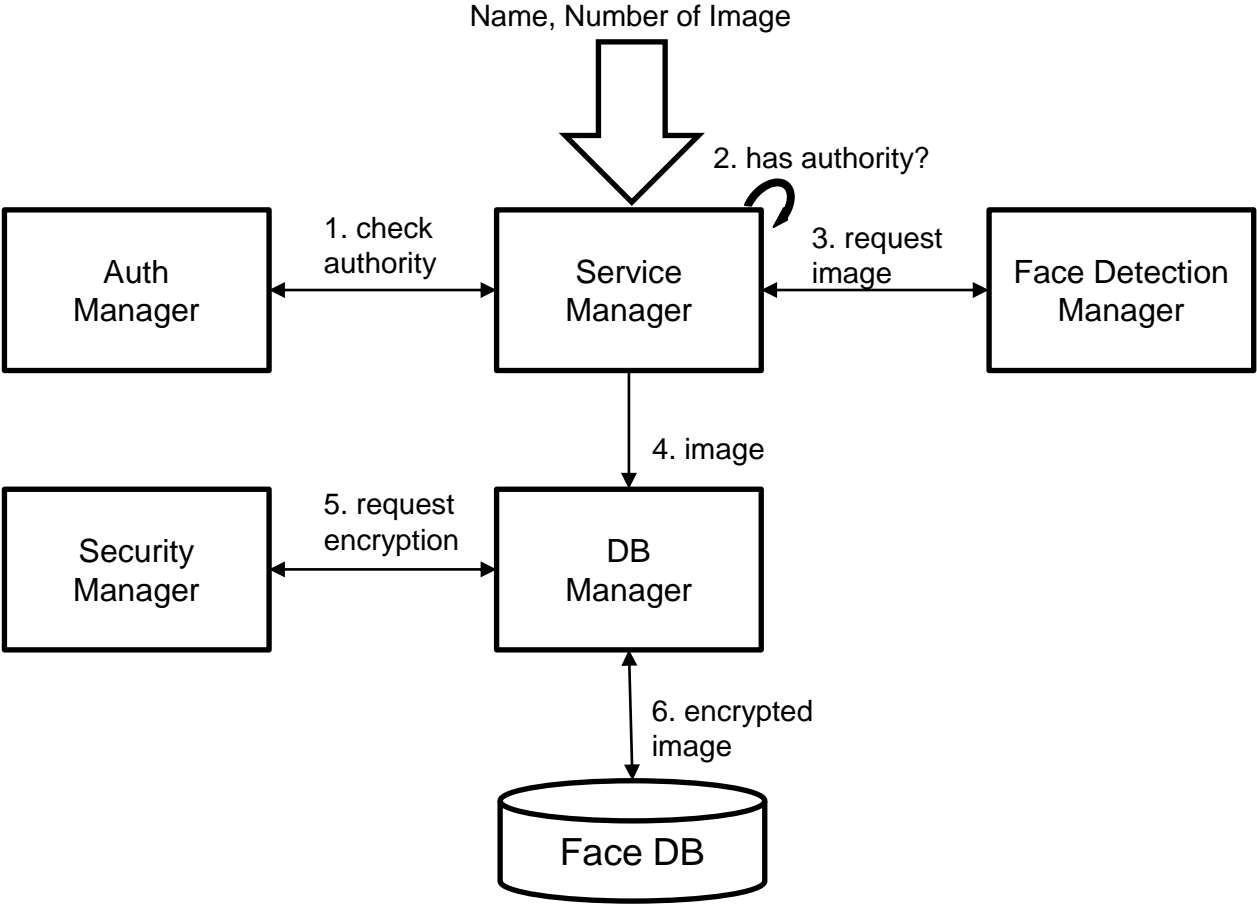 Name, Number of Image
2. has authority?
1. check
authority
3. request
image
Auth
Manager
Service
Manager
Face Detection
Manager
4. image
5. request
encryption
Security
Manager
DB
Manager
6. encrypted
image
Face DB